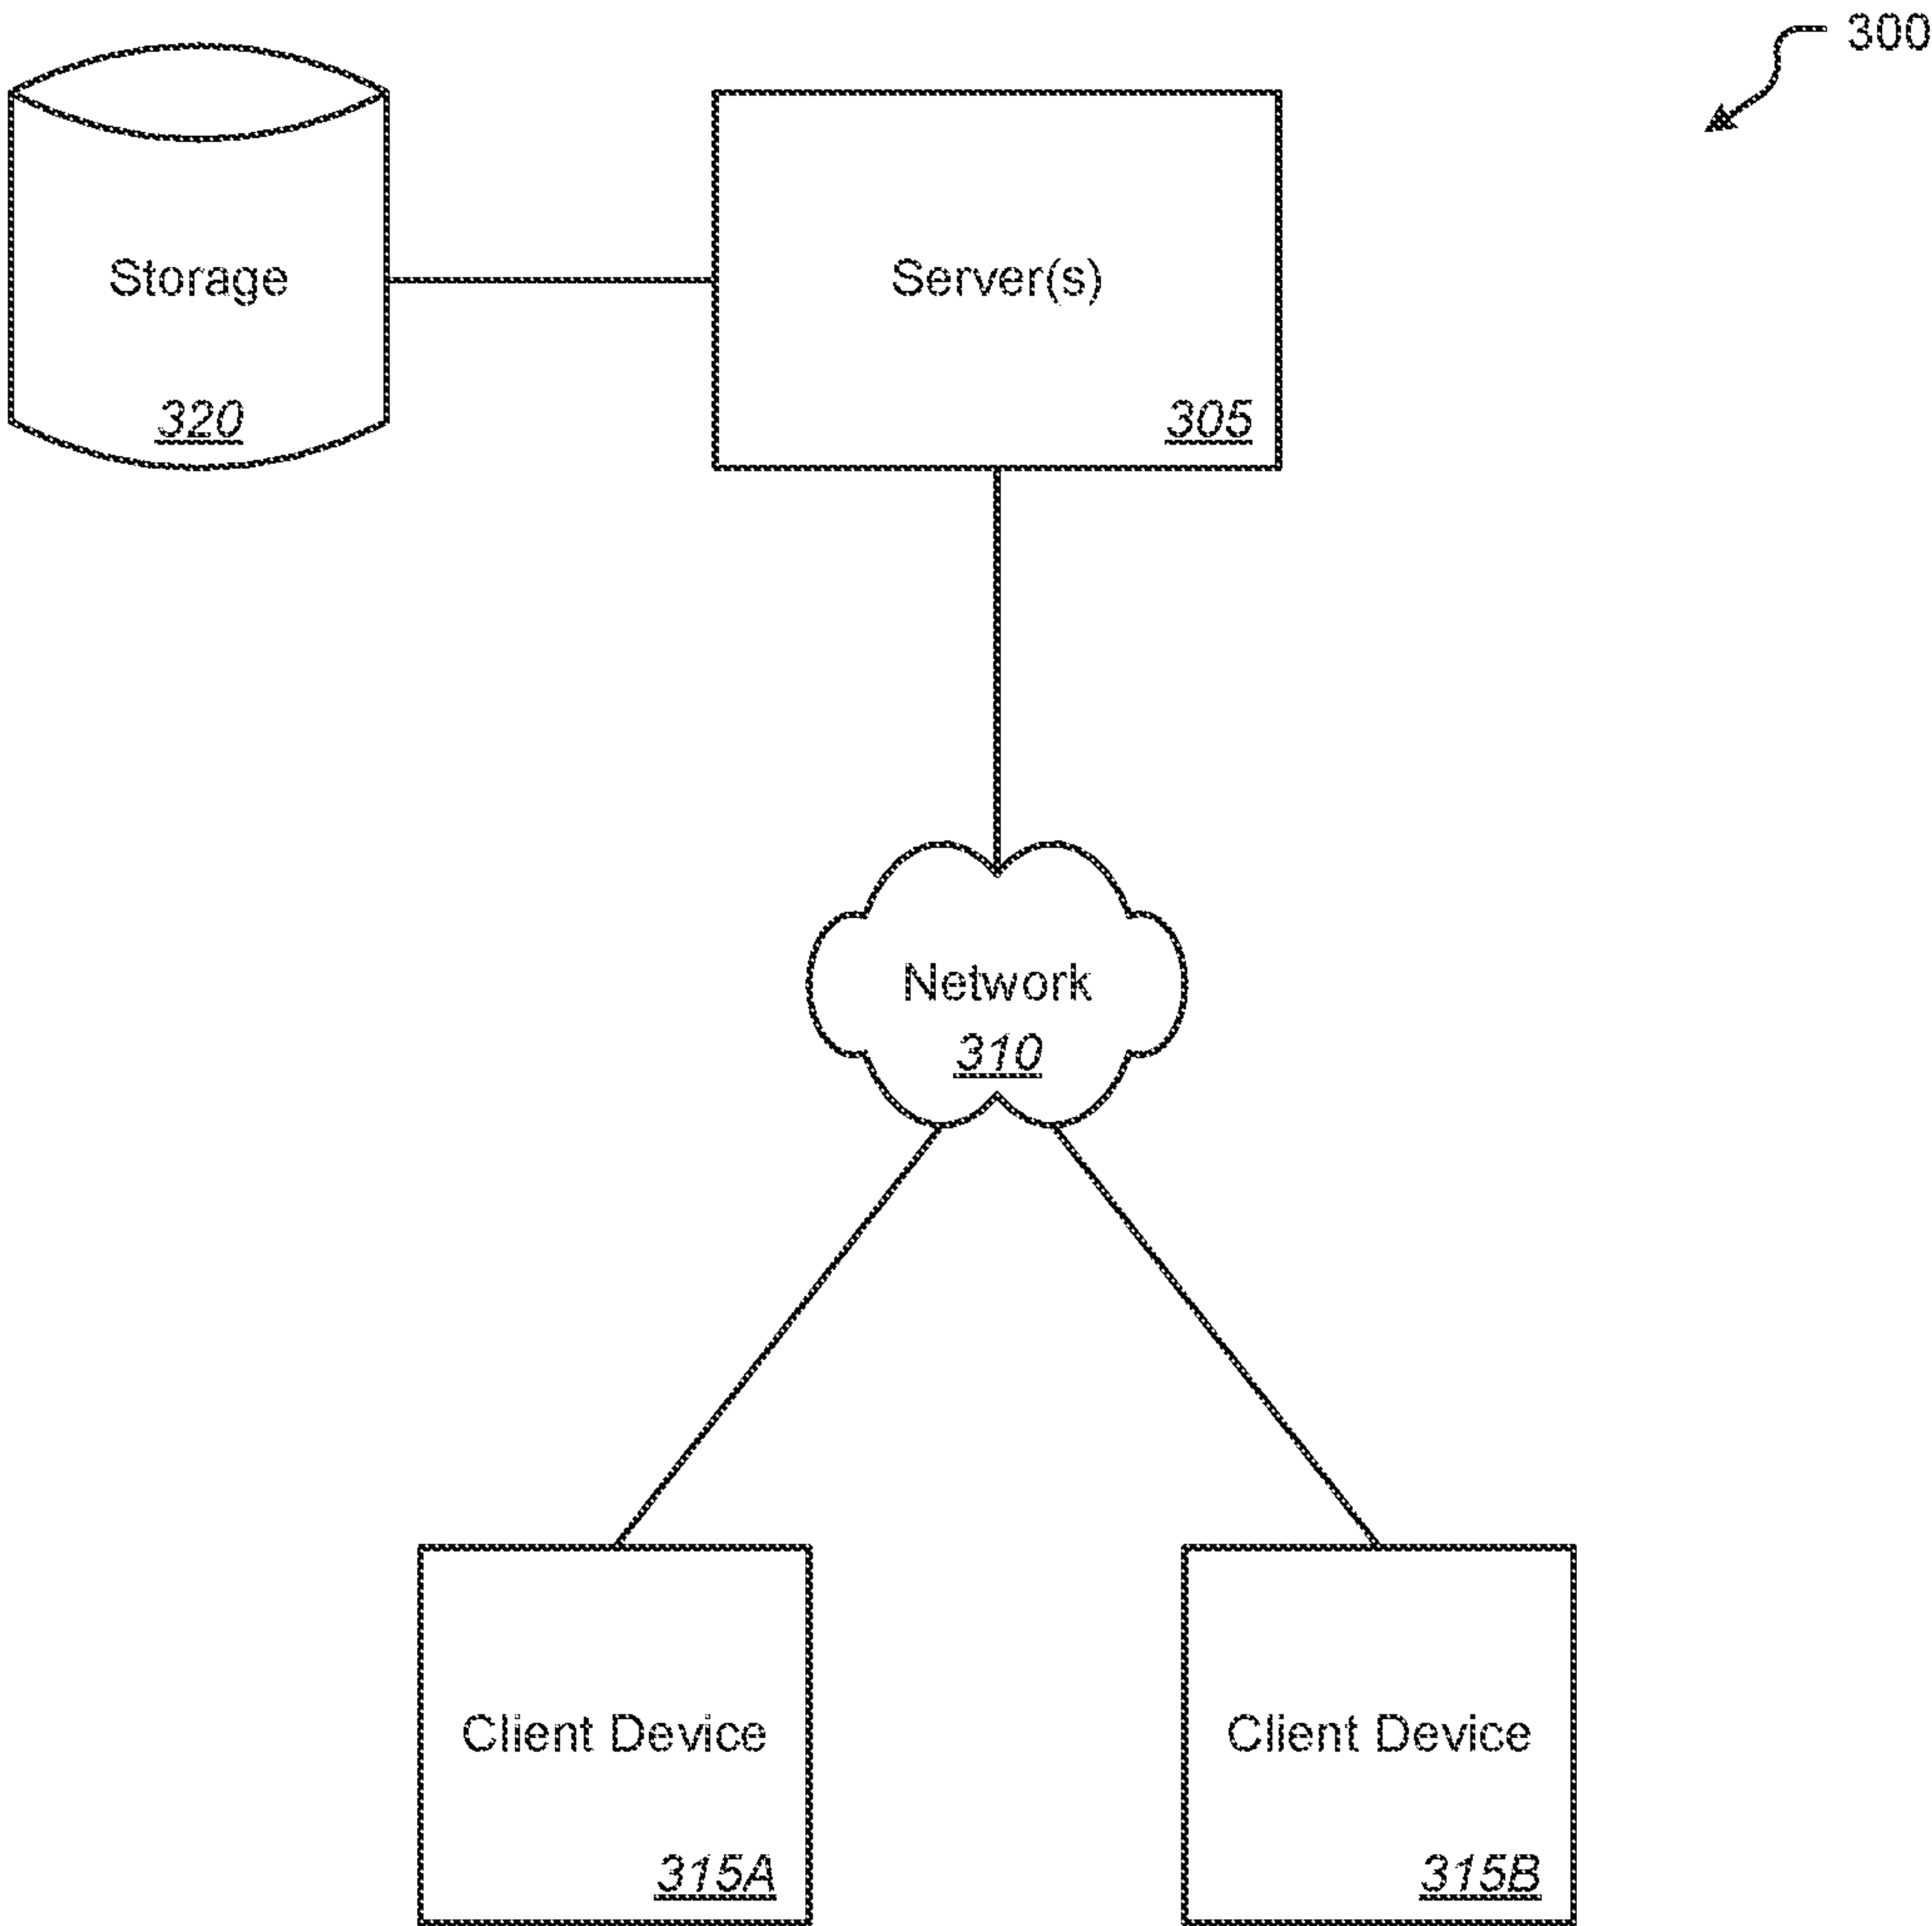 300
Storage
320
Server(s)
305
Network
310
Client Device
315A
Client Device
315B